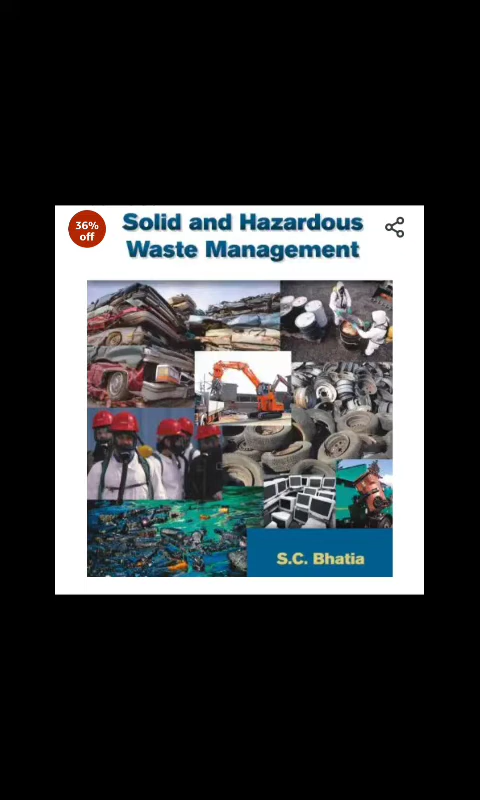 36%
off
Solid and Hazardous
Waste Management
S.C. Bhatia